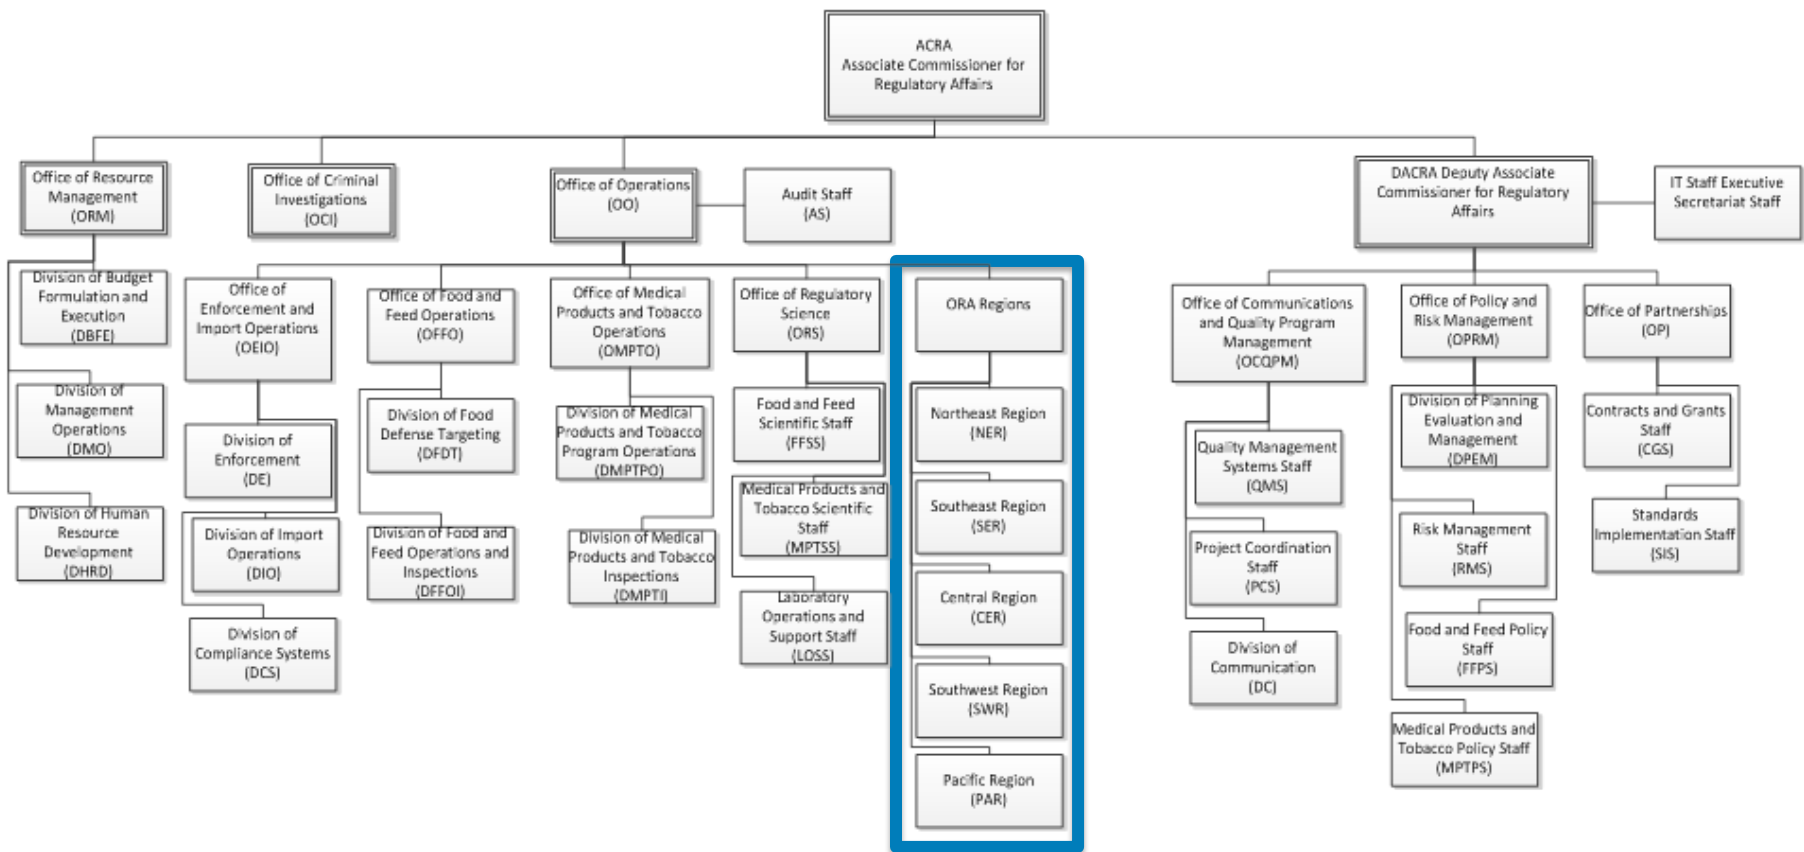 ACRA
Associate Commissioner for
Regulatory Affairs
Office of Resource
Management
(ORM)
Office of Criminal
Investigations
(OCI)
Office of Operations
(OO)
Audit Staff
(AS)
DACRA Deputy Associate
Commissioner for Regulatory
Affairs
IT Staff Executive
Secretariat Staff
Division of Budget
Formulation and
Execution
(DBFE)
Division of
Management
Operations
(DMO)
Division of Human
Resource
Development
(DHRD)
Office of
Enforcement and
Import Operations
(OEIO)
Division of
Enforcement
(DE)
Division of Import
Operations
(DIO)
Division of
Compliance Systems
(DCS)
Office of Food and
Feed Operations
(OFFO)
Division of Food
Defense Targeting
(DFDT)
Division of Food and
Feed Operations and
Inspections
(DFFOI)
Office of Medical
Products and Tobacco
Operations
(OMPTO)
Division of Medical
Products and Tobacco
Program Operations
(DMPTPO)
Division of Medical
Products and Tobacco
Inspections
(DMPTI)
Office of Regulatory
Science
(ORS)
Food and Feed
Scientific Staff
(FFSS)
Medical Products and
Tobacco Scientific
Staff
(MPTSS)
Laboratory
Operations and
Support Staff
(LOSS)
ORA Regions
Northeast Region
(NER)
Southeast Region
(SER)
Central Region
(CER)
Southwest Region
(SWR)
Pacific Region
(PAR)
Office of Communications
and Quality Program
Management
(OCQPM)
Quality Management
Systems Staff
(QMS)
Project Coordination
Staff
(PCS)
Division of
Communication
(DC)
Office of Policy and
Risk Management
(OPRM)
Division of Planning
Evaluation and
Management
(DPEM)
Risk Management
Staff
(RMS)
Food and Feed Policy
Staff
(FFPS)
Medical Products and
Tobacco Policy Staff
(MPTPS)
Office of Partnerships
(OP)
Contracts and Grants
Staff
(CGS)
Standards
Implementation Staff
(SIS)